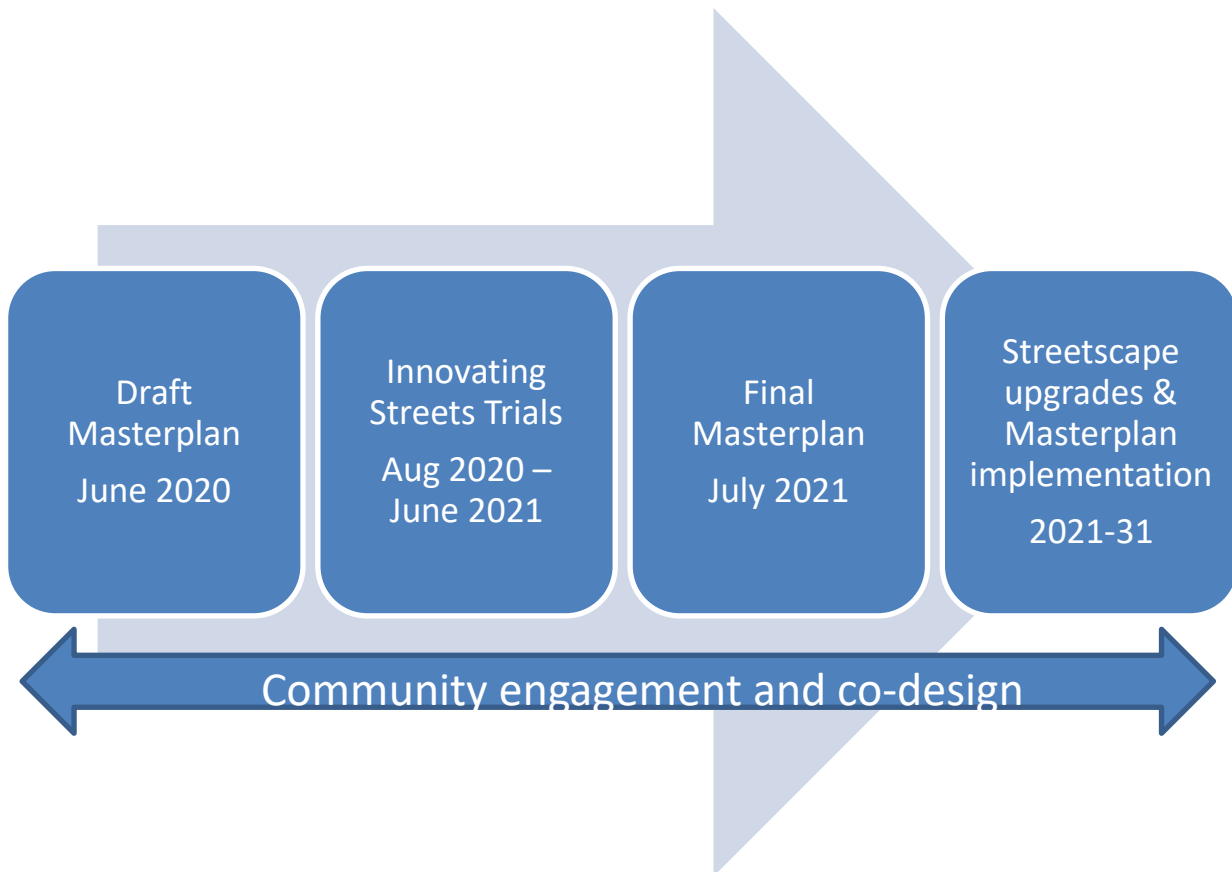 Draft
Masterplan
June 2020
Innovating
Streets Trials
Aug 2020 –
June 2021
Final
Masterplan
July 2021
Streetscape
upgrades &
Masterplan
implementation
2021-31
Community engagement and co-design